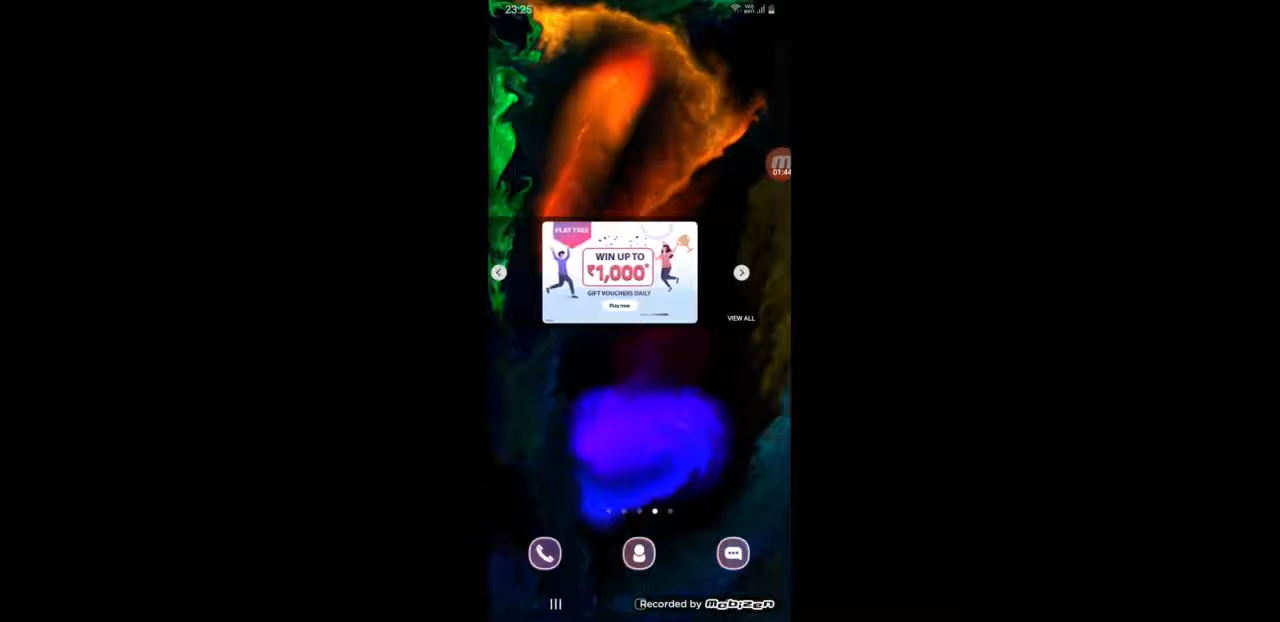 23:25
01:44
PLAY FREE
WIN UP TO
₹1,000*
GIFT VOUCHERS DAILY
Play now
VIEW ALL
Recorded by mobizen